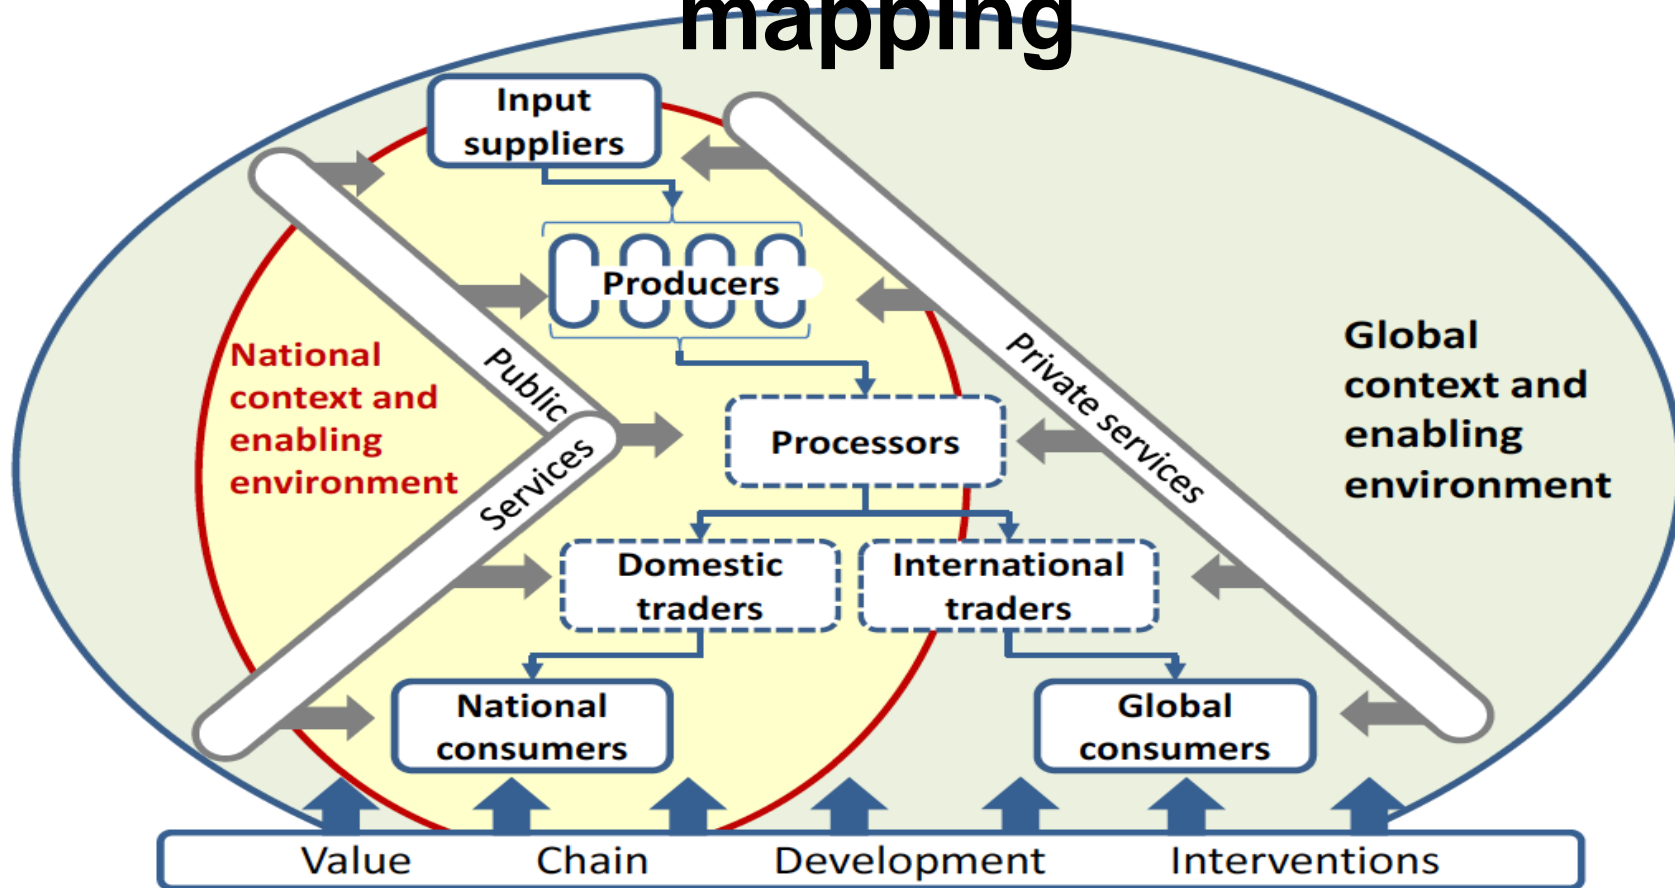 mapping
Input
suppliers
Producers
National
context and
enabling
environment
Public
Services
Private services
Global
context and
enabling
environment
Processors
Domestic
traders
International
traders
National
consumers
Global
consumers
Value Chain Development Interventions